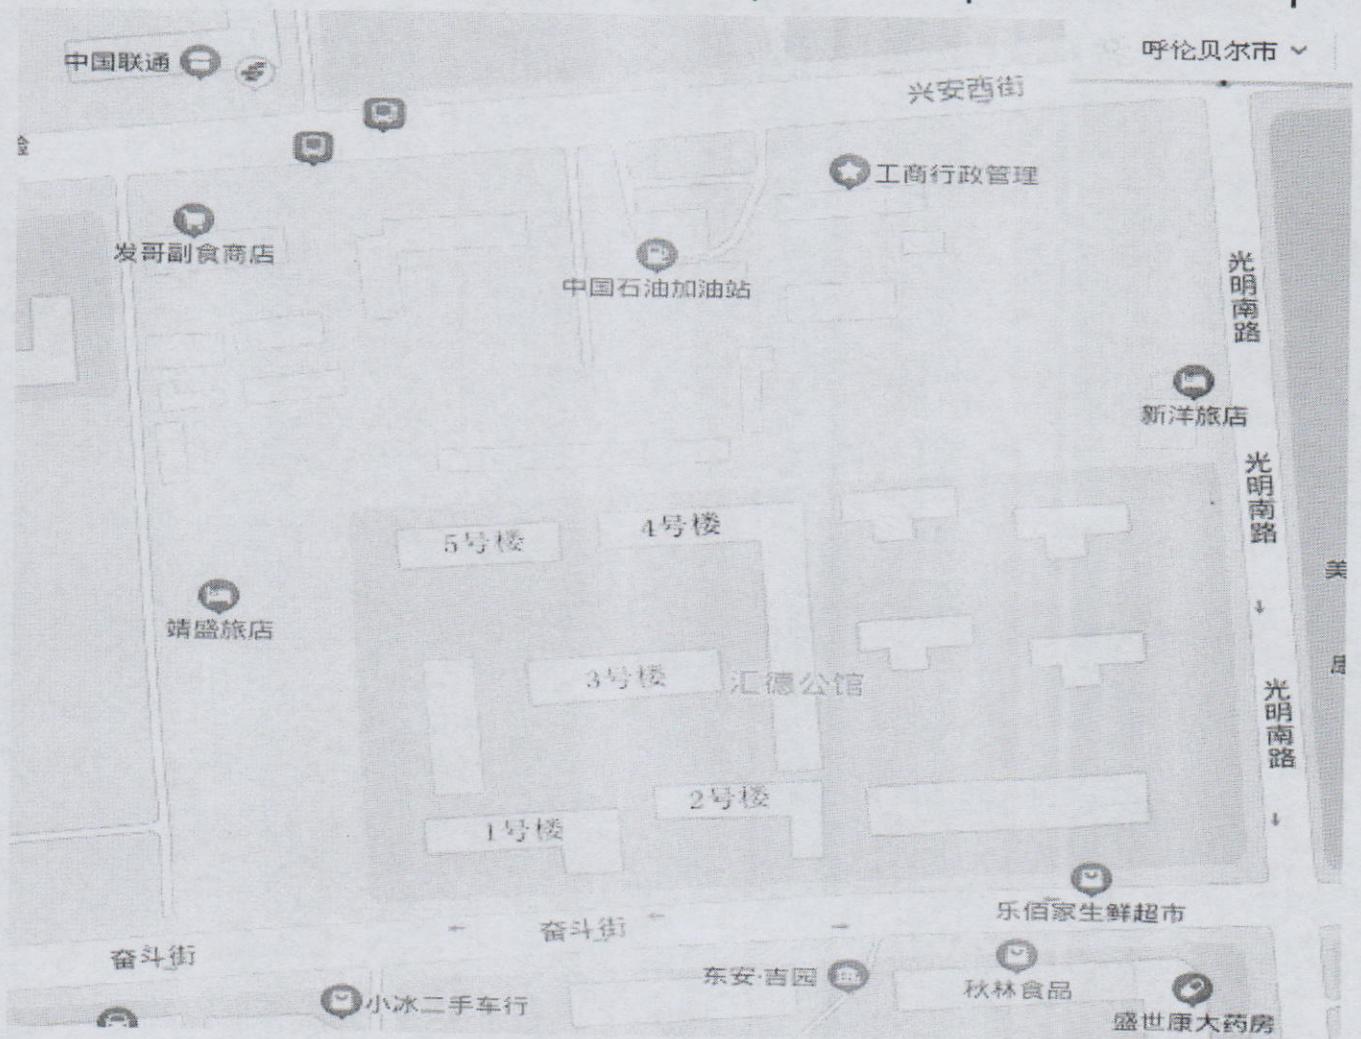 呼伦贝尔市
中国联通
兴安西街
工商行政管理
发哥副食商店
中国石油加油站
光明南路
新洋旅店
光明南路
5号楼
4号楼
美
靖盛旅店
3号楼
汇德公馆
光明南路
2号楼
1号楼
乐佰家生鲜超市
奋斗街
奋斗街
东安·吉园
秋林食品
小冰二手车行
盛世康大药房